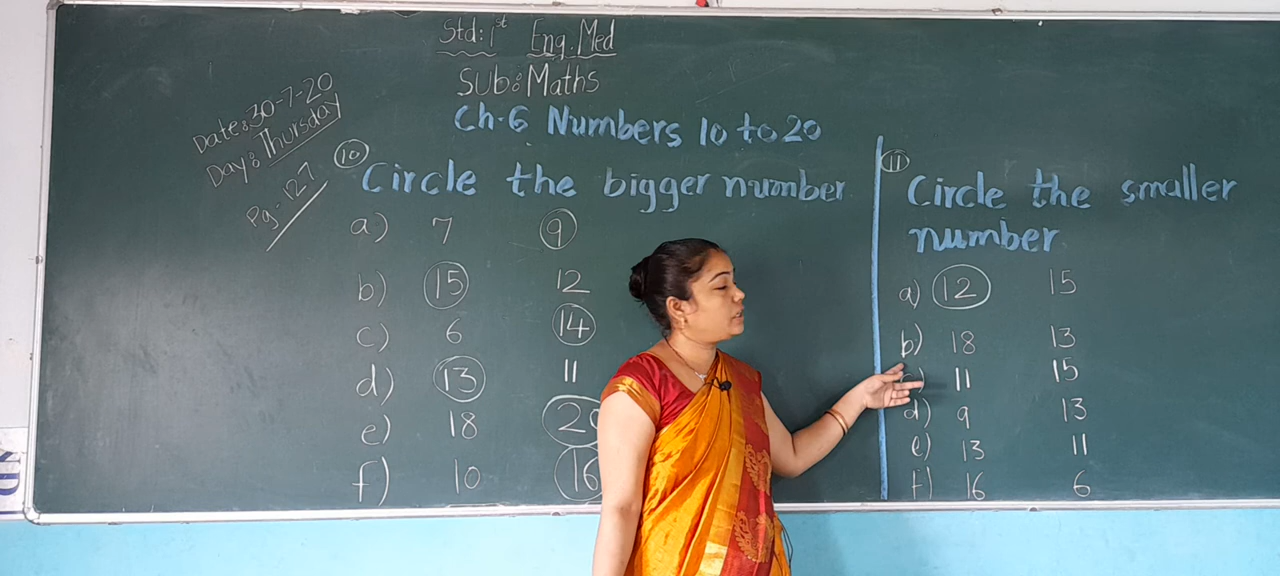 Std: 1st Eng. Med
Sub: Maths
Date: 30-7-20
Day: Thursday
Pg-127
Ch-6 Numbers 10 to 20
10 Circle the bigger number
a) 7 9
b) 15 12
c) 6 14
d) 13 11
e) 18 20
f) 10 16
11 Circle the smaller
number
a) 12 15
b) 18 13
c) 11 15
d) 9 13
e) 13 11
f) 16 6